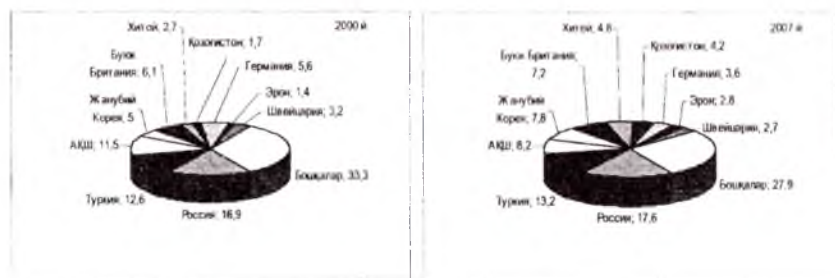 2000 й.
Хитой; 2,7
Қозоғистон; 1,7
Буюк
Британия; 6,1
Германия; 5,6
Эрон; 1,4
Жанубий
Корея; 5
Швейцария; 3,2
АҚШ; 11,5
Бошқалар; 33,3
Туркия; 12,6
Россия; 16,9
2007 й.
Хитой; 4,8
Қозоғистон; 4,2
Буюк Британия;
7,2
Германия; 3,6
Эрон; 2,8
Жанубий
Корея; 7,8
Швейцария; 2,7
АҚШ; 8,2
Бошқалар; 27,9
Туркия; 13,2
Россия; 17,6